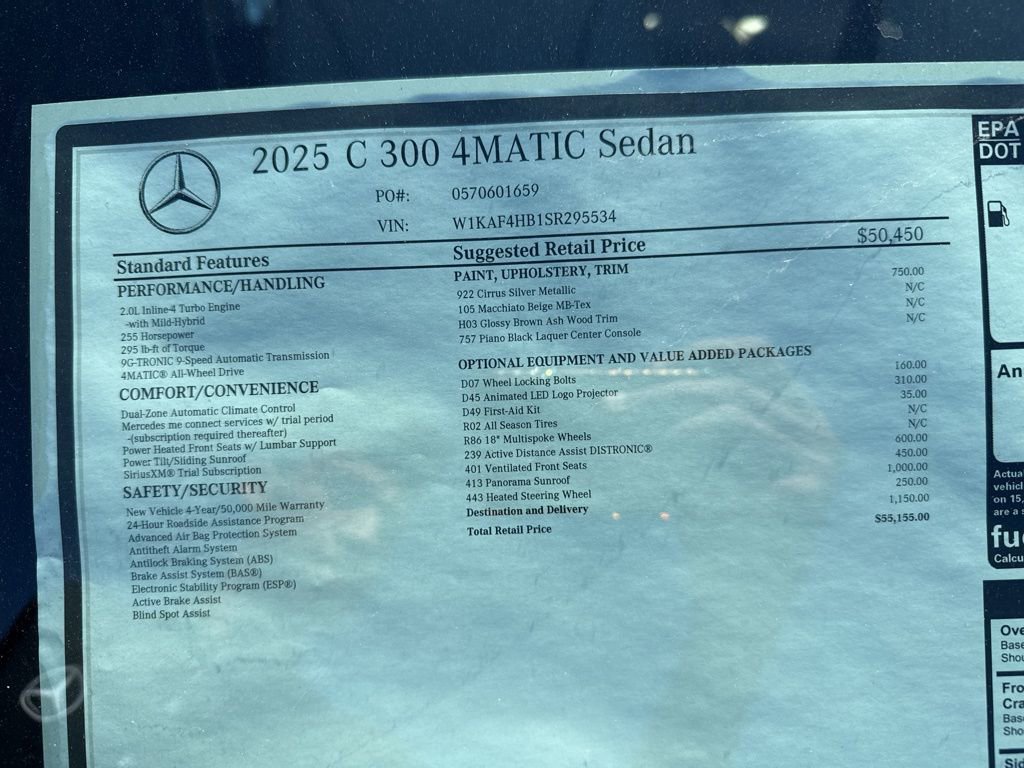 2025 C 300 4MATIC Sedan
PO#: 0570601659
VIN: W1KAF4HB1SR295534
Standard Features
PERFORMANCE/HANDLING
2.0L Inline-4 Turbo Engine
-with Mild-Hybrid
255 Horsepower
295 lb-ft of Torque
9G-TRONIC 9-Speed Automatic Transmission
4MATIC® All-Wheel Drive
COMFORT/CONVENIENCE
Dual-Zone Automatic Climate Control
Mercedes me connect services w/ trial period
-(subscription required thereafter)
Power Heated Front Seats w/ Lumbar Support
Power Tilt/Sliding Sunroof
SiriusXM® Trial Subscription
SAFETY/SECURITY
New Vehicle 4-Year/50,000 Mile Warranty
24-Hour Roadside Assistance Program
Advanced Air Bag Protection System
Antitheft Alarm System
Antilock Braking System (ABS)
Brake Assist System (BAS®)
Electronic Stability Program (ESP®)
Active Brake Assist
Blind Spot Assist
Suggested Retail Price $50,450
PAINT, UPHOLSTERY, TRIM
922 Cirrus Silver Metallic 750.00
105 Macchiato Beige MB-Tex N/C
H03 Glossy Brown Ash Wood Trim N/C
757 Piano Black Laquer Center Console N/C
OPTIONAL EQUIPMENT AND VALUE ADDED PACKAGES
D07 Wheel Locking Bolts 160.00
D45 Animated LED Logo Projector 310.00
D49 First-Aid Kit 35.00
R02 All Season Tires N/C
R86 18" Multispoke Wheels N/C
239 Active Distance Assist DISTRONIC® 600.00
401 Ventilated Front Seats 450.00
413 Panorama Sunroof 1,000.00
443 Heated Steering Wheel 250.00
Destination and Delivery 1,150.00
Total Retail Price $55,155.00
EPA
DOT
An
Actua
vehicl
on 15,
are a s
Calcu
Base
Shou
Base